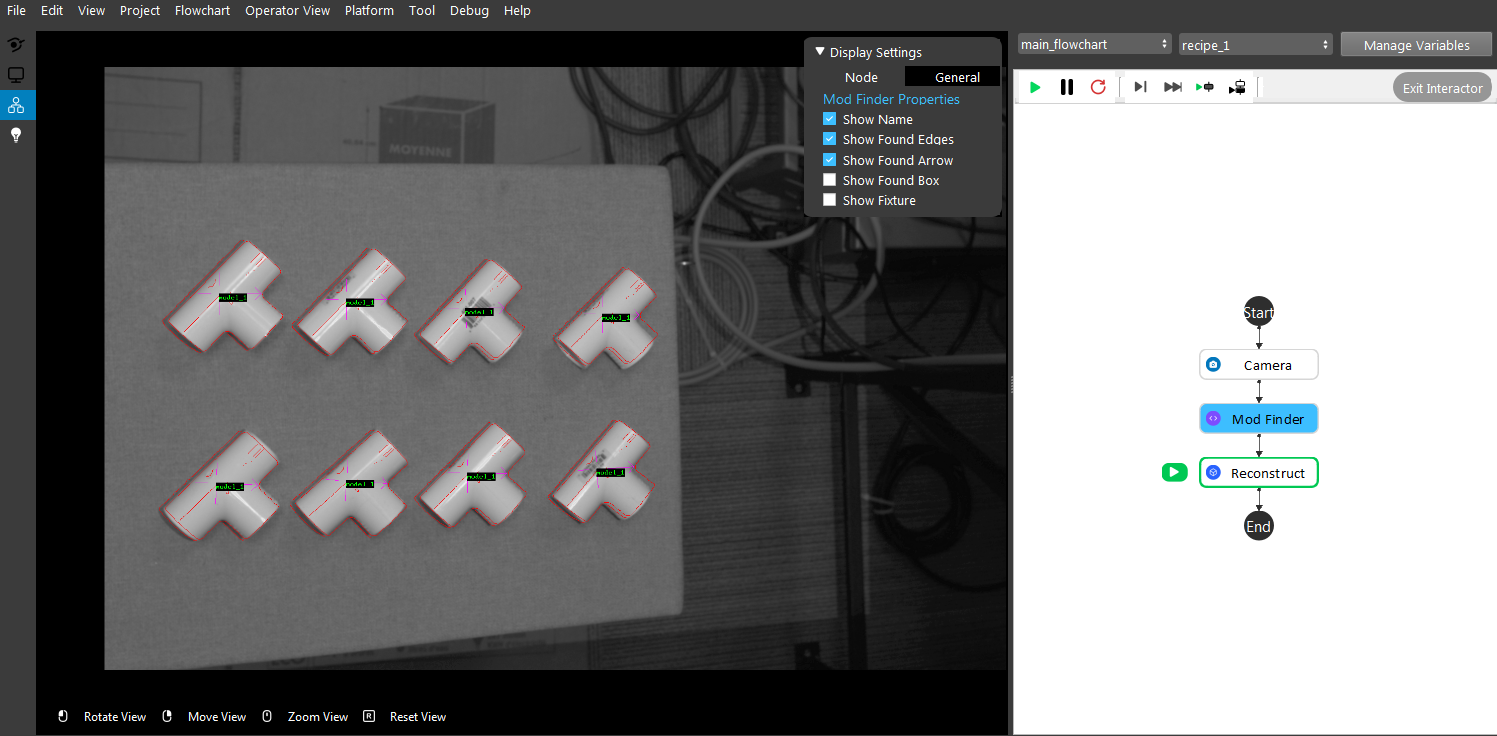 File Edit View Project Flowchart Operator View Platform Tool Debug Help
main_flowchart recipe_1 Manage Variables
Exit Interactor
Display Settings
Node General
Mod Finder Properties
Show Name
Show Found Edges
Show Found Arrow
Show Found Box
Show Fixture
MOYENNE
model_1
model_1
model_1
model_1
model_1
model_1
model_1
model_1
Start
Camera
Mod Finder
Reconstruct
End
Rotate View Move View Zoom View R Reset View